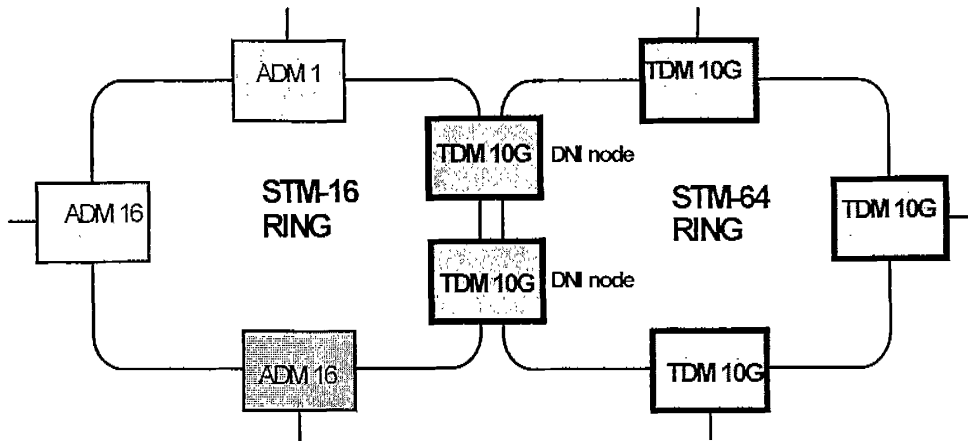 ADM 1
TDM 10G
TDM 10G
DNI node
STM-16
RING
STM-64
RING
ADM 16
TDM 10G
TDM 10G
DNI node
ADM 16
TDM 10G